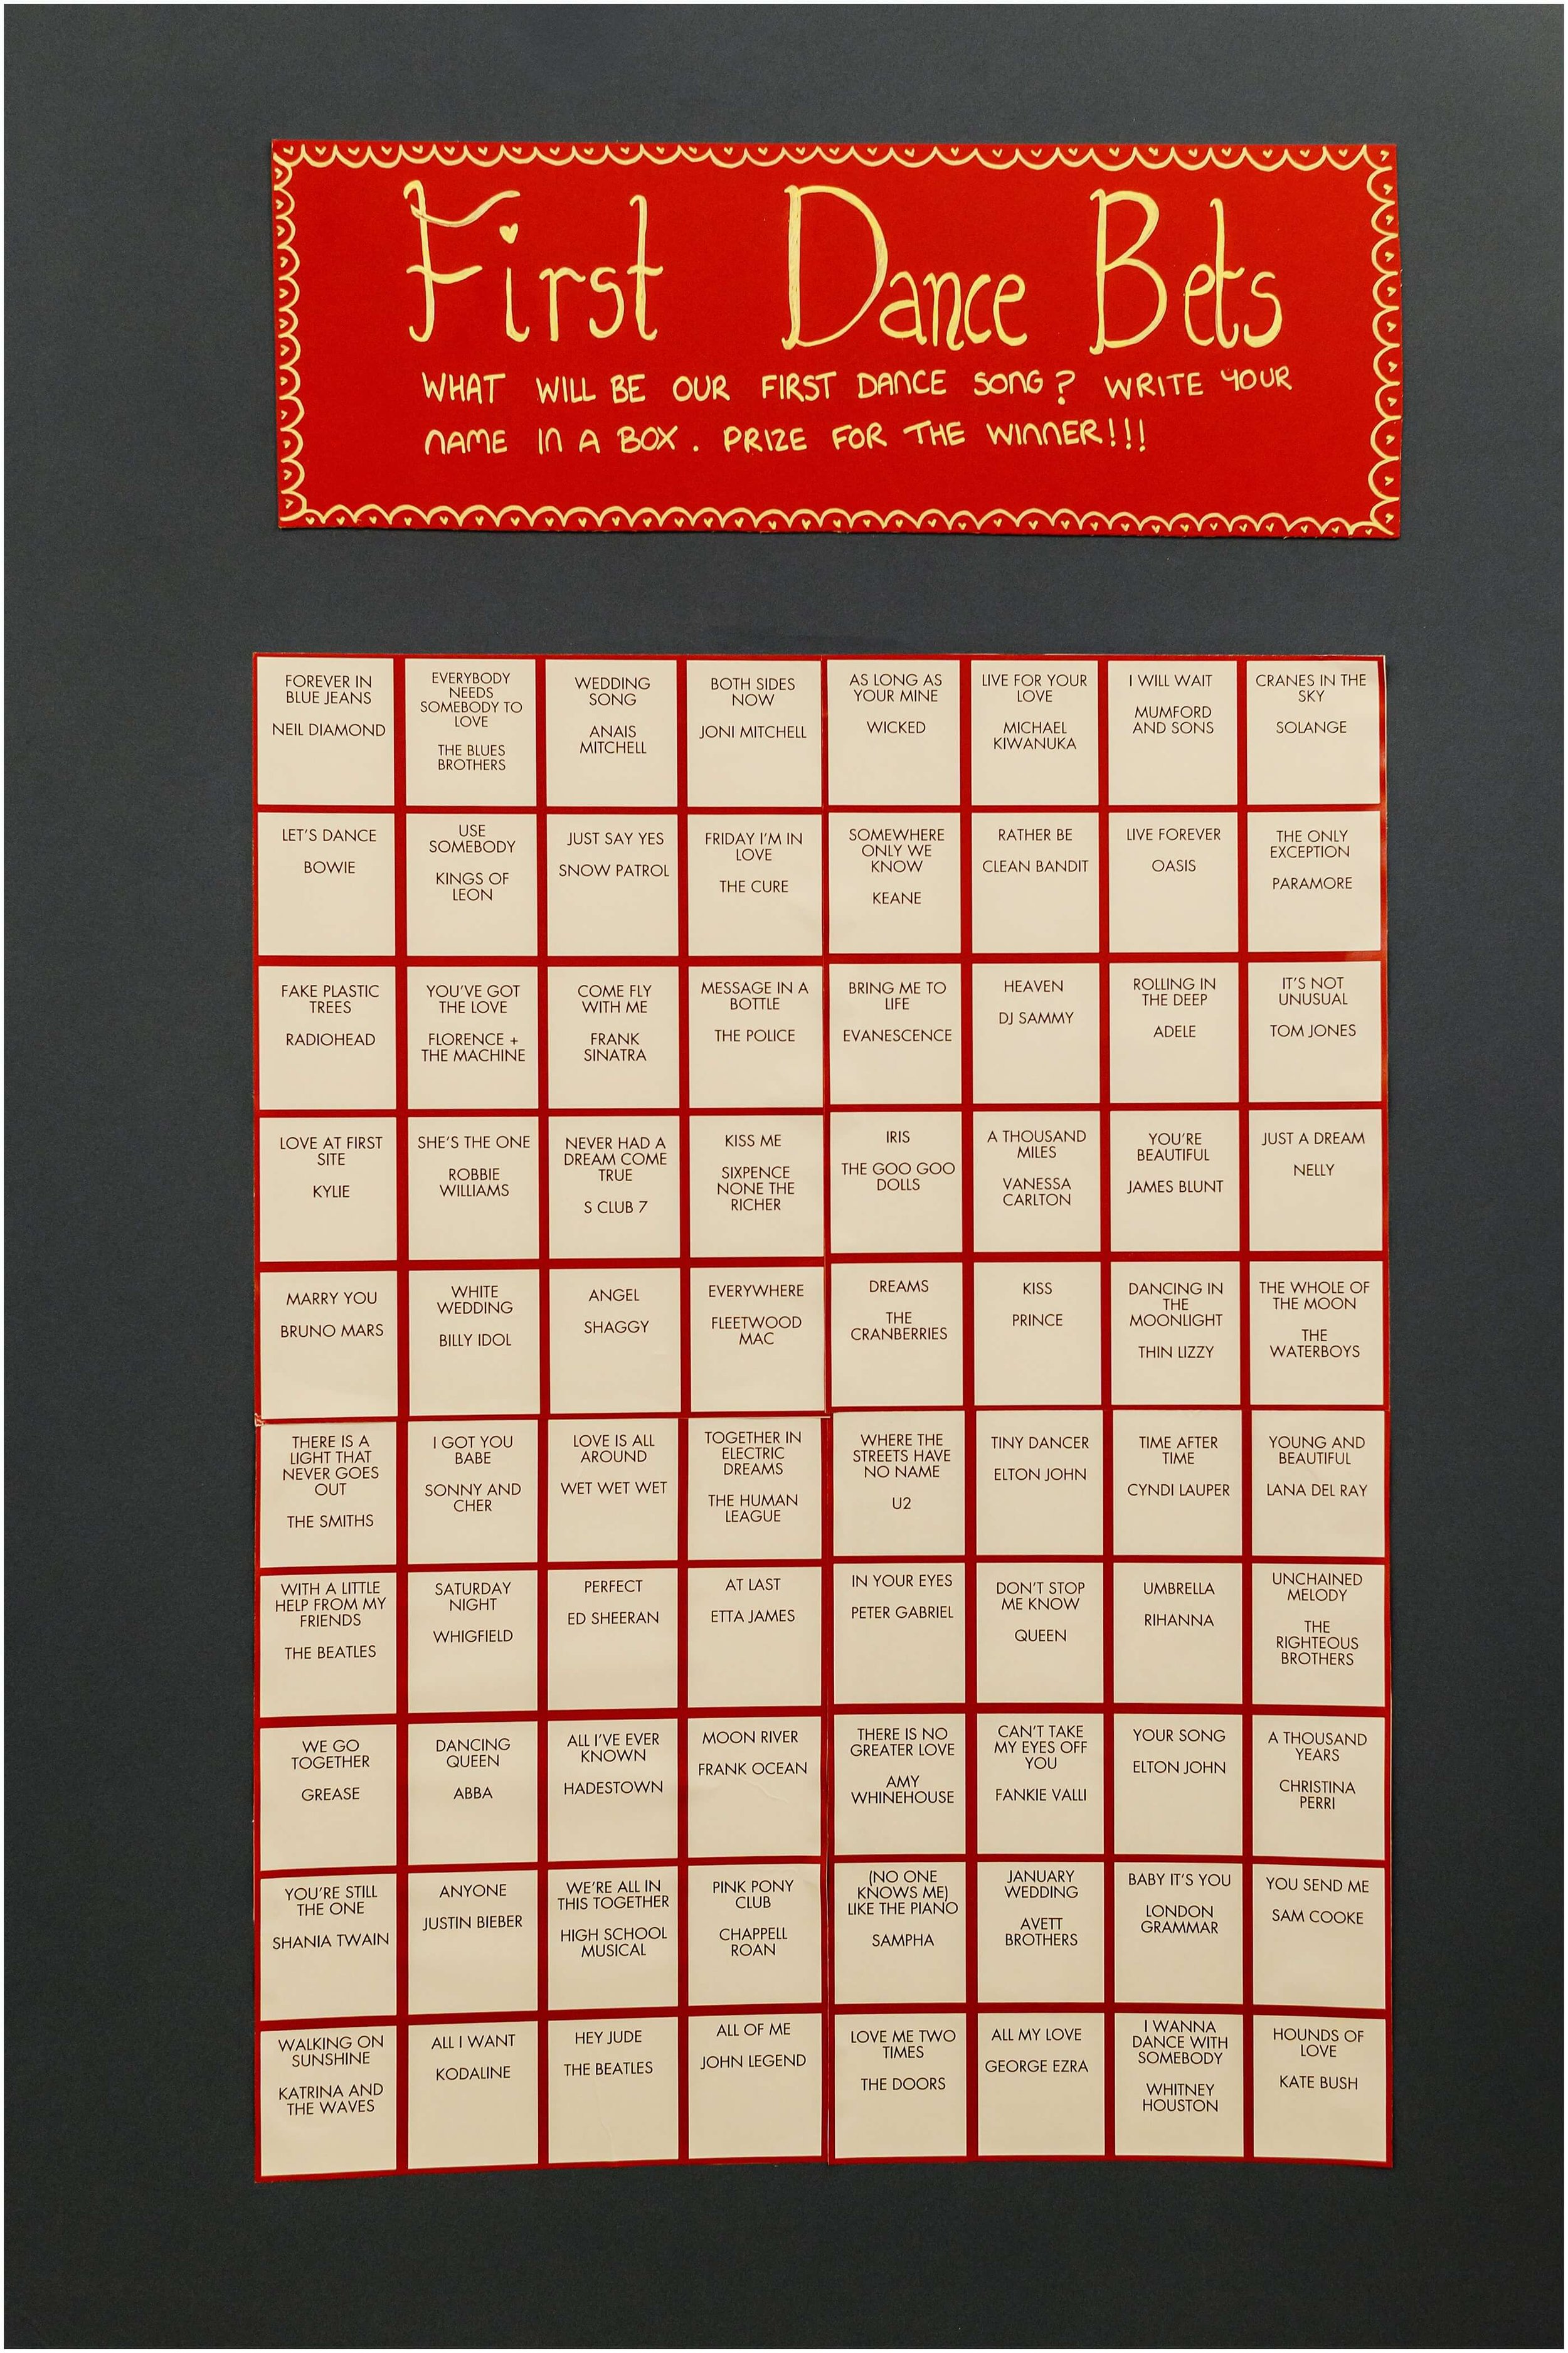 First Dance Bets
WHAT WILL BE OUR FIRST DANCE SONG? WRITE YOUR
NAME IN A BOX. PRIZE FOR THE WINNER!!!
FOREVER IN
BLUE JEANS
NEIL DIAMOND
EVERYBODY
NEEDS
SOMEBODY TO
LOVE
THE BLUES
BROTHERS
WEDDING
SONG
ANAIS
MITCHELL
BOTH SIDES
NOW
JONI MITCHELL
AS LONG AS
YOUR MINE
WICKED
LIVE FOR YOUR
LOVE
MICHAEL
KIWANUKA
I WILL WAIT
MUMFORD
AND SONS
CRANES IN THE
SKY
SOLANGE
LET'S DANCE
BOWIE
USE
SOMEBODY
KINGS OF
LEON
JUST SAY YES
SNOW PATROL
FRIDAY I'M IN
LOVE
THE CURE
SOMEWHERE
ONLY WE
KNOW
KEANE
RATHER BE
CLEAN BANDIT
LIVE FOREVER
OASIS
THE ONLY
EXCEPTION
PARAMORE
FAKE PLASTIC
TREES
RADIOHEAD
YOU'VE GOT
THE LOVE
FLORENCE +
THE MACHINE
COME FLY
WITH ME
FRANK
SINATRA
MESSAGE IN A
BOTTLE
THE POLICE
BRING ME TO
LIFE
EVANESCENCE
HEAVEN
DJ SAMMY
ROLLING IN
THE DEEP
ADELE
IT'S NOT
UNUSUAL
TOM JONES
LOVE AT FIRST
SITE
KYLIE
SHE'S THE ONE
ROBBIE
WILLIAMS
NEVER HAD A
DREAM COME
TRUE
S CLUB 7
KISS ME
SIXPENCE
NONE THE
RICHER
IRIS
THE GOO GOO
DOLLS
A THOUSAND
MILES
VANESSA
CARLTON
YOU'RE
BEAUTIFUL
JAMES BLUNT
JUST A DREAM
NELLY
MARRY YOU
BRUNO MARS
WHITE
WEDDING
BILLY IDOL
ANGEL
SHAGGY
EVERYWHERE
FLEETWOOD
MAC
DREAMS
THE
CRANBERRIES
KISS
PRINCE
DANCING IN
THE
MOONLIGHT
THIN LIZZY
THE WHOLE OF
THE MOON
THE
WATERBOYS
THERE IS A
LIGHT THAT
NEVER GOES
OUT
THE SMITHS
I GOT YOU
BABE
SONNY AND
CHER
LOVE IS ALL
AROUND
WET WET WET
TOGETHER IN
ELECTRIC
DREAMS
THE HUMAN
LEAGUE
WHERE THE
STREETS HAVE
NO NAME
U2
TINY DANCER
ELTON JOHN
TIME AFTER
TIME
CYNDI LAUPER
YOUNG AND
BEAUTIFUL
LANA DEL RAY
WITH A LITTLE
HELP FROM MY
FRIENDS
THE BEATLES
SATURDAY
NIGHT
WHIGFIELD
PERFECT
ED SHEERAN
AT LAST
ETTA JAMES
IN YOUR EYES
PETER GABRIEL
DON'T STOP
ME KNOW
QUEEN
UMBRELLA
RIHANNA
UNCHAINED
MELODY
THE
RIGHTEOUS
BROTHERS
WE GO
TOGETHER
GREASE
DANCING
QUEEN
ABBA
ALL I'VE EVER
KNOWN
HADESTOWN
MOON RIVER
FRANK OCEAN
THERE IS NO
GREATER LOVE
AMY
WHINEHOUSE
CAN'T TAKE
MY EYES OFF
YOU
FANKIE VALLI
YOUR SONG
ELTON JOHN
A THOUSAND
YEARS
CHRISTINA
PERRI
YOU'RE STILL
THE ONE
SHANIA TWAIN
ANYONE
JUSTIN BIEBER
WE'RE ALL IN
THIS TOGETHER
HIGH SCHOOL
MUSICAL
PINK PONY
CLUB
CHAPPELL
ROAN
(NO ONE
KNOWS ME)
LIKE THE PIANO
SAMPHA
JANUARY
WEDDING
AVETT
BROTHERS
BABY IT'S YOU
LONDON
GRAMMAR
YOU SEND ME
SAM COOKE
WALKING ON
SUNSHINE
KATRINA AND
THE WAVES
ALL I WANT
KODALINE
HEY JUDE
THE BEATLES
ALL OF ME
JOHN LEGEND
LOVE ME TWO
TIMES
THE DOORS
ALL MY LOVE
GEORGE EZRA
I WANNA
DANCE WITH
SOMEBODY
WHITNEY
HOUSTON
HOUNDS OF
LOVE
KATE BUSH